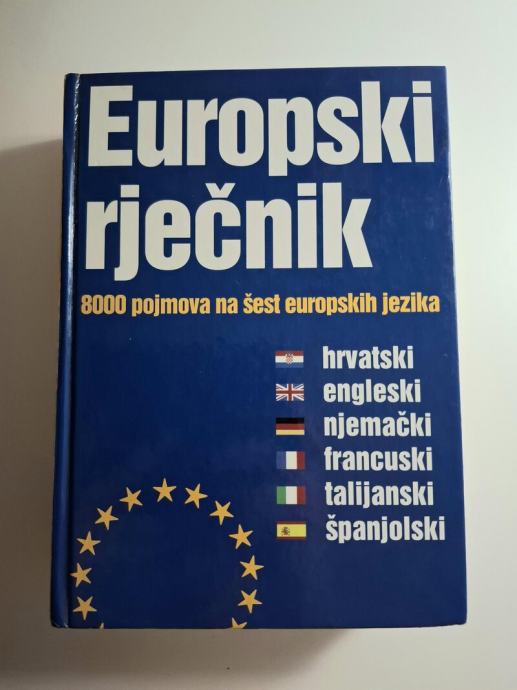 Europski
rječnik
8000 pojmova na šest europskih jezika
hrvatski
engleski
njemački
francuski
talijanski
španjolski